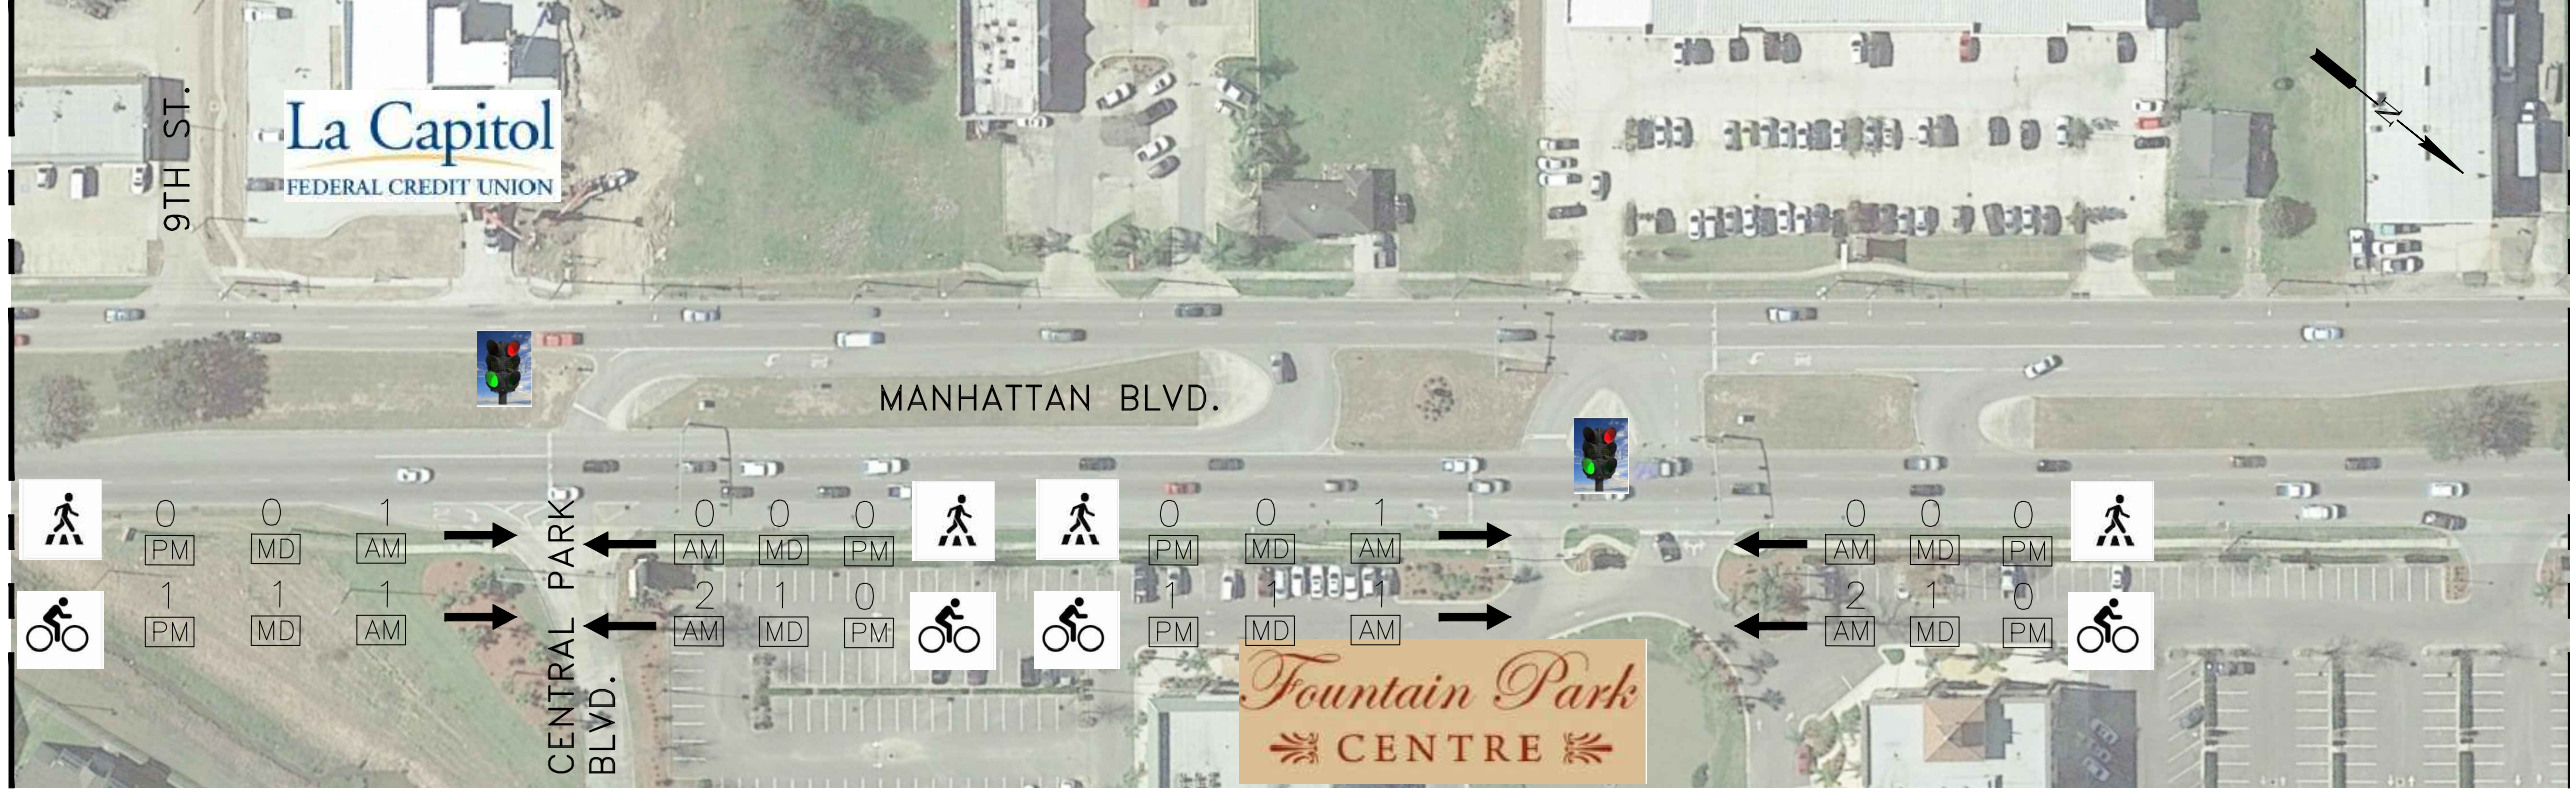 9TH ST.
La Capitol
FEDERAL CREDIT UNION
N
MANHATTAN BLVD.
0 0 1 0 0 0 0 0 1 0 0 0
PM MD AM AM MD PM PM MD AM AM MD PM
1 1 1 2 1 0 1 1 1 2 1 0
PM MD AM AM MD PM PM MD AM AM MD PM
CENTRAL PARK
BLVD.
Fountain Park
CENTRE